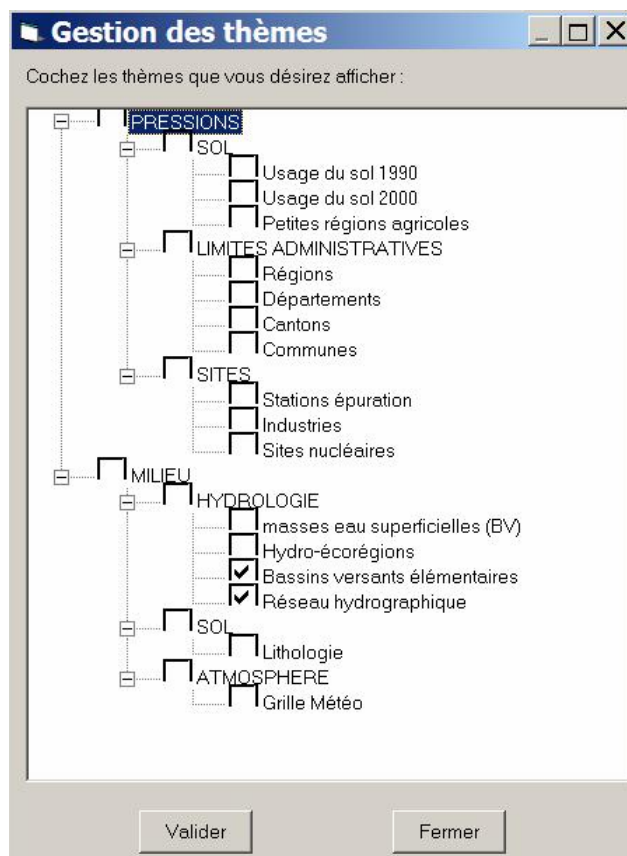 Gestion des thèmes
Cochez les thèmes que vous désirez afficher :
PRESSIONS
SOL
Usage du sol 1990
Usage du sol 2000
Petites régions agricoles
LIMITES ADMINISTRATIVES
Régions
Départements
Cantons
Communes
SITES
Stations épuration
Industries
Sites nucléaires
MILIEU
HYDROLOGIE
masses eau superficielles (BV)
Hydro-écorégions
Bassins versants élémentaires
Réseau hydrographique
SOL
Lithologie
ATMOSPHERE
Grille Météo
Valider Fermer